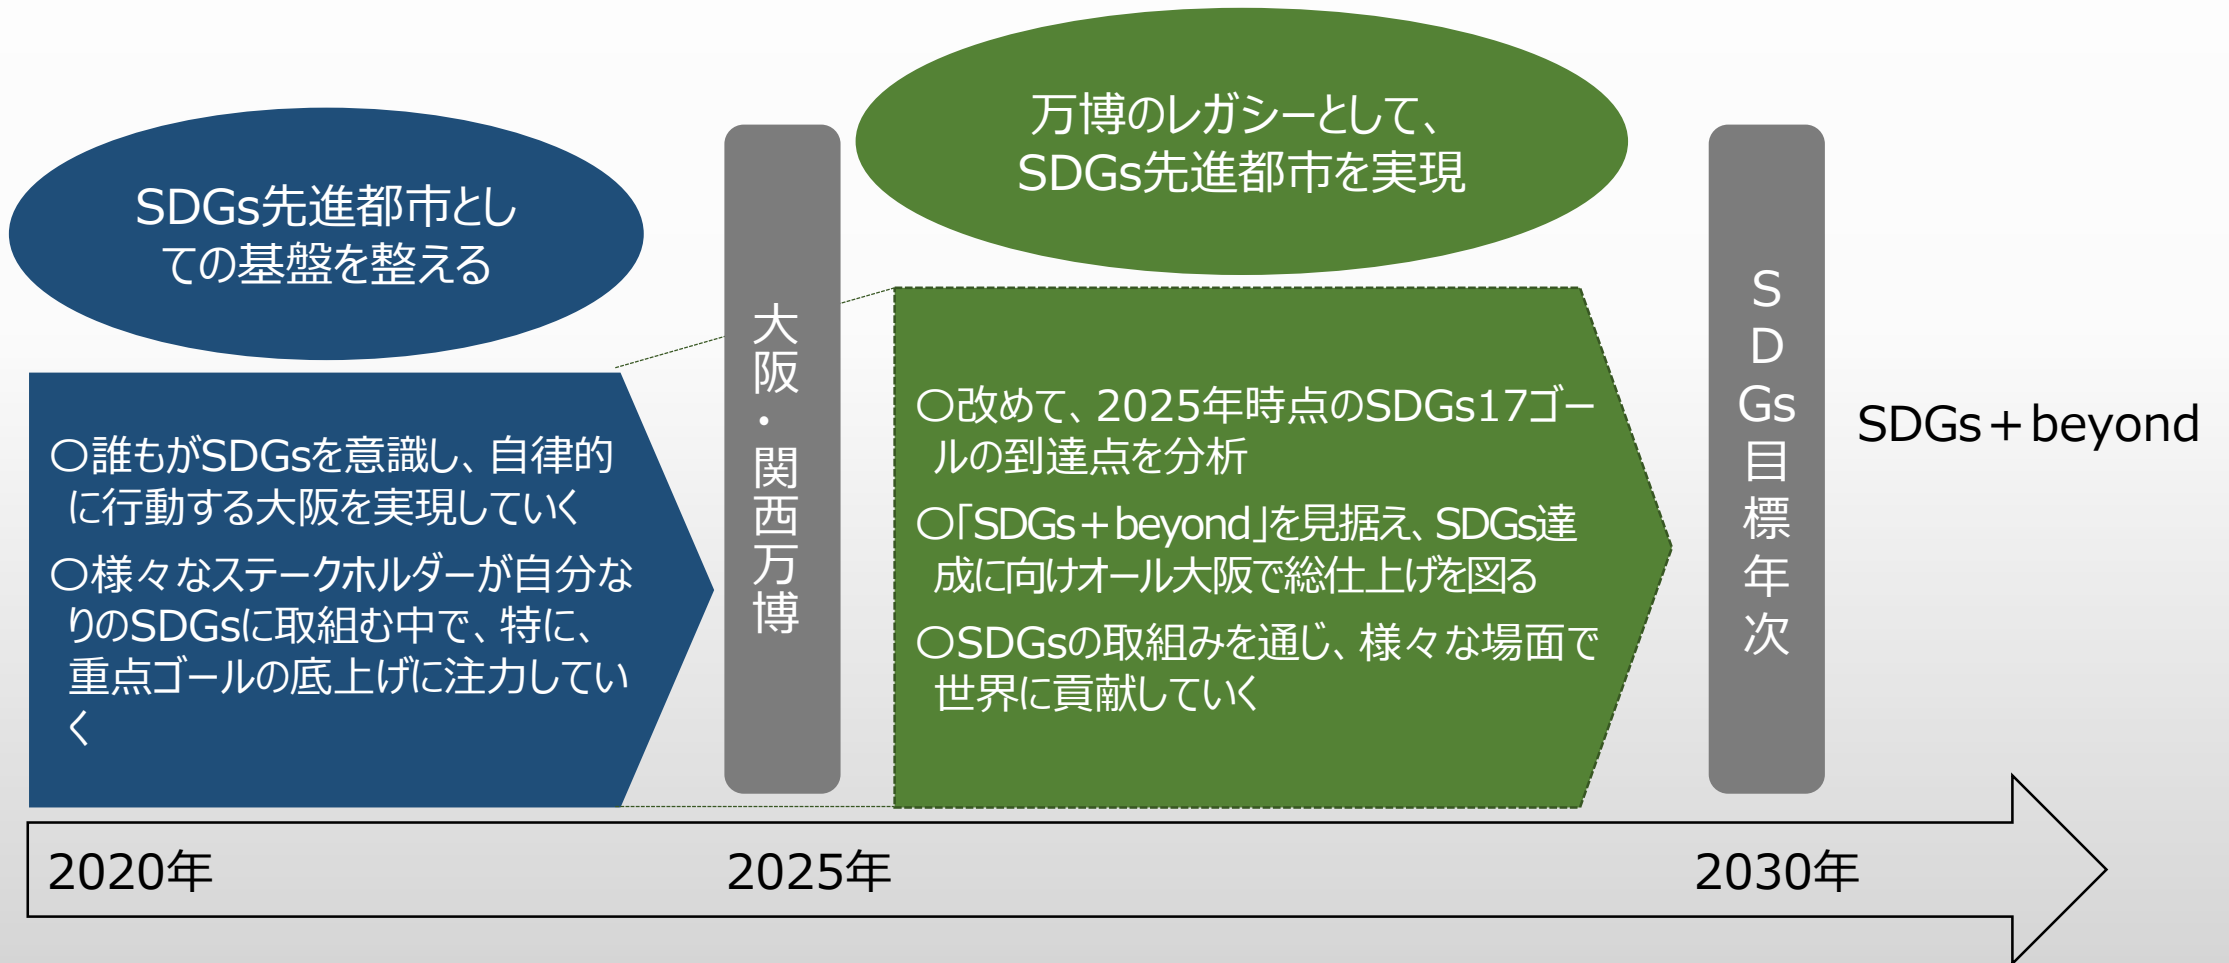 SDGs先進都市とし
ての基盤を整える
〇誰もがSDGsを意識し、自律的
に行動する大阪を実現していく
〇様々なステークホルダーが自分な
りのSDGsに取組む中で、特に、
重点ゴールの底上げに注力してい
く
大阪・関西万博
万博のレガシーとして、
SDGs先進都市を実現
〇改めて、2025年時点のSDGs17ゴー
ルの到達点を分析
〇「SDGs+beyond」を見据え、SDGs達
成に向けオール大阪で総仕上げを図る
〇SDGsの取組みを通じ、様々な場面で
世界に貢献していく
SDGs目標年次
SDGs+beyond
2020年
2025年
2030年